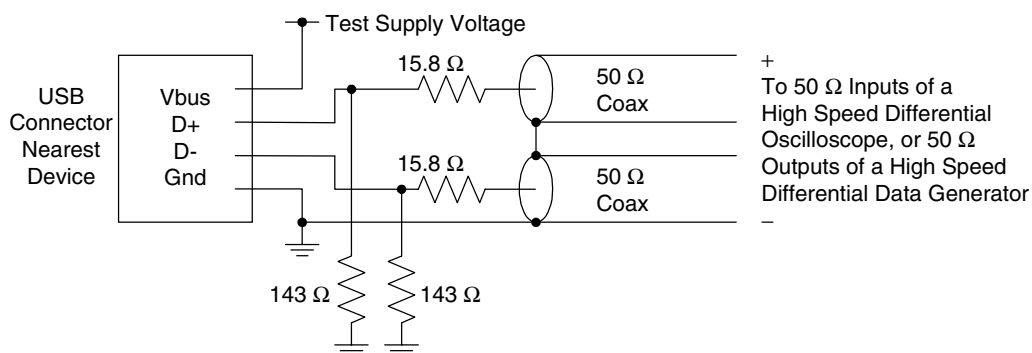 Test Supply Voltage
USB
Connector
Nearest
Device
Vbus
D+
D-
Gnd
15.8 Ω
50 Ω
Coax
15.8 Ω
50 Ω
Coax
143 Ω
143 Ω
+
To 50 Ω Inputs of a
High Speed Differential
Oscilloscope, or 50 Ω
Outputs of a High Speed
Differential Data Generator
−